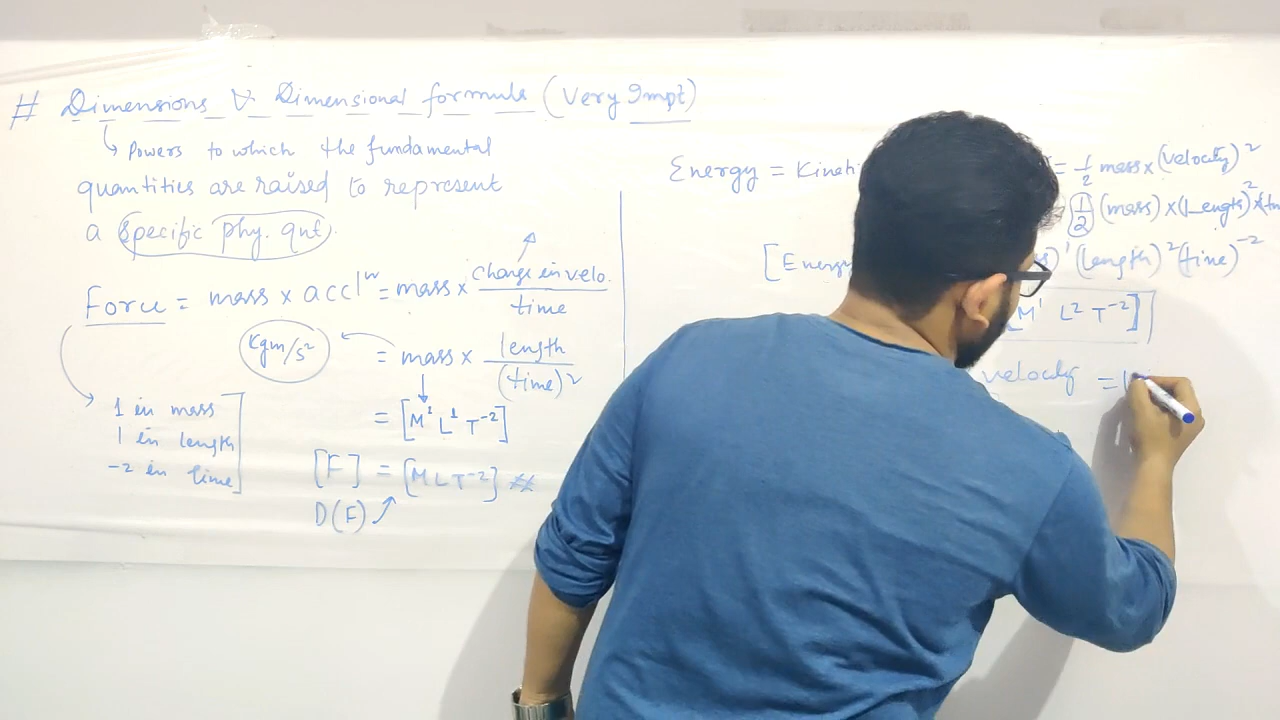 # Dimensions & Dimensional formula (Very Impt)
↳ Powers to which the fundamental
quantities are raised to represent
a specific phy. qnt.
Force = mass x accl^n = mass x change in velo. / time
Kgm/s² = mass x length / (time)²
= [M¹ L¹ T⁻²]
1 in mass
1 in length
-2 in time
[F] = [MLT⁻²] #
D(F)
Energy = Kineti = 1/2 mass x (velocity)²
1/2 (mass) x (Length)² x
[Energy )¹ (length)² (time)⁻²
[M¹ L² T⁻²]
velocity =